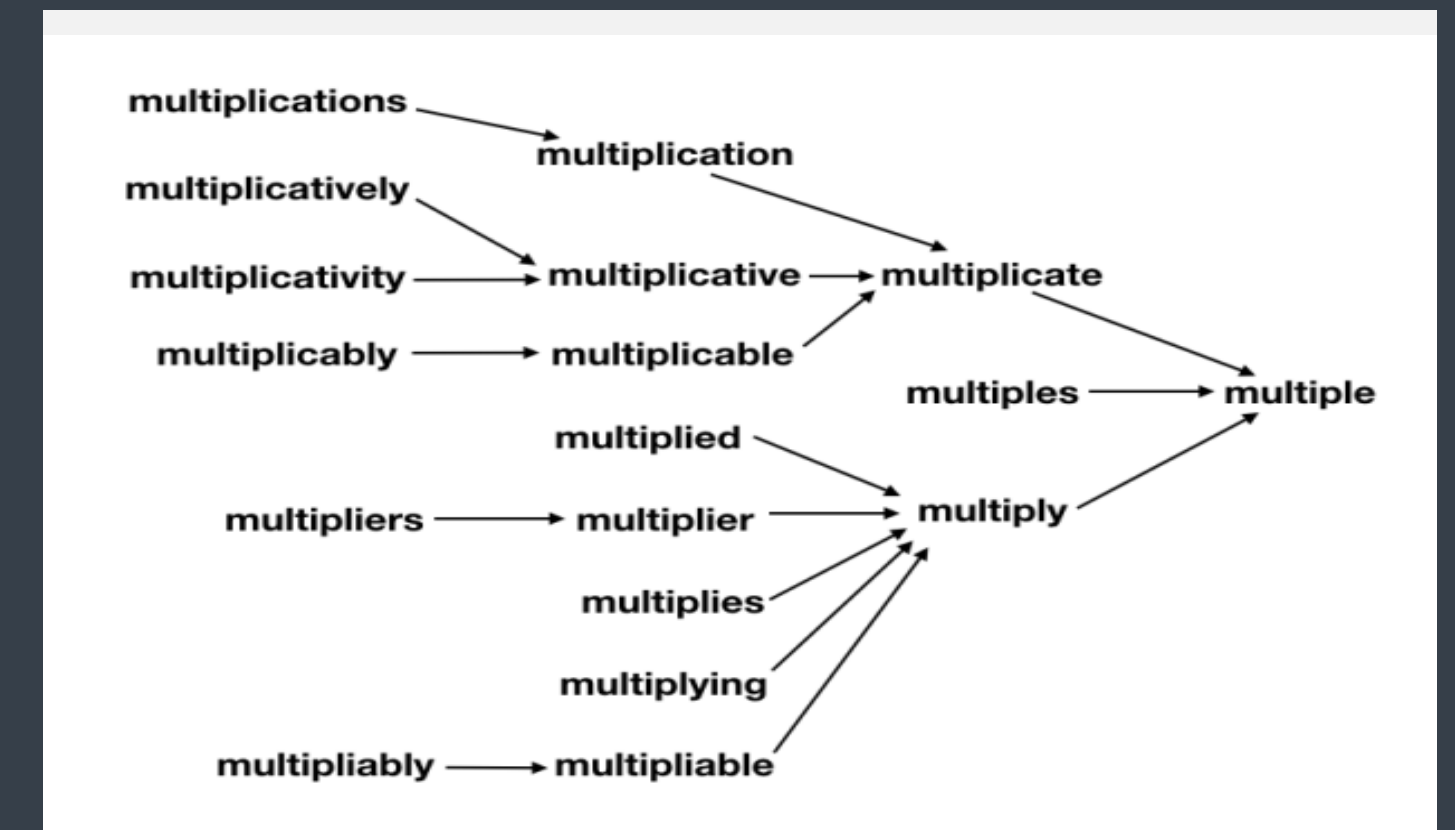 multiplications
multiplication
multiplicatively
multiplicativity
multiplicative
multiplicate
multiplicably
multiplicable
multiples
multiple
multiplied
multipliers
multiplier
multiply
multiplies
multiplying
multipliably
multipliable